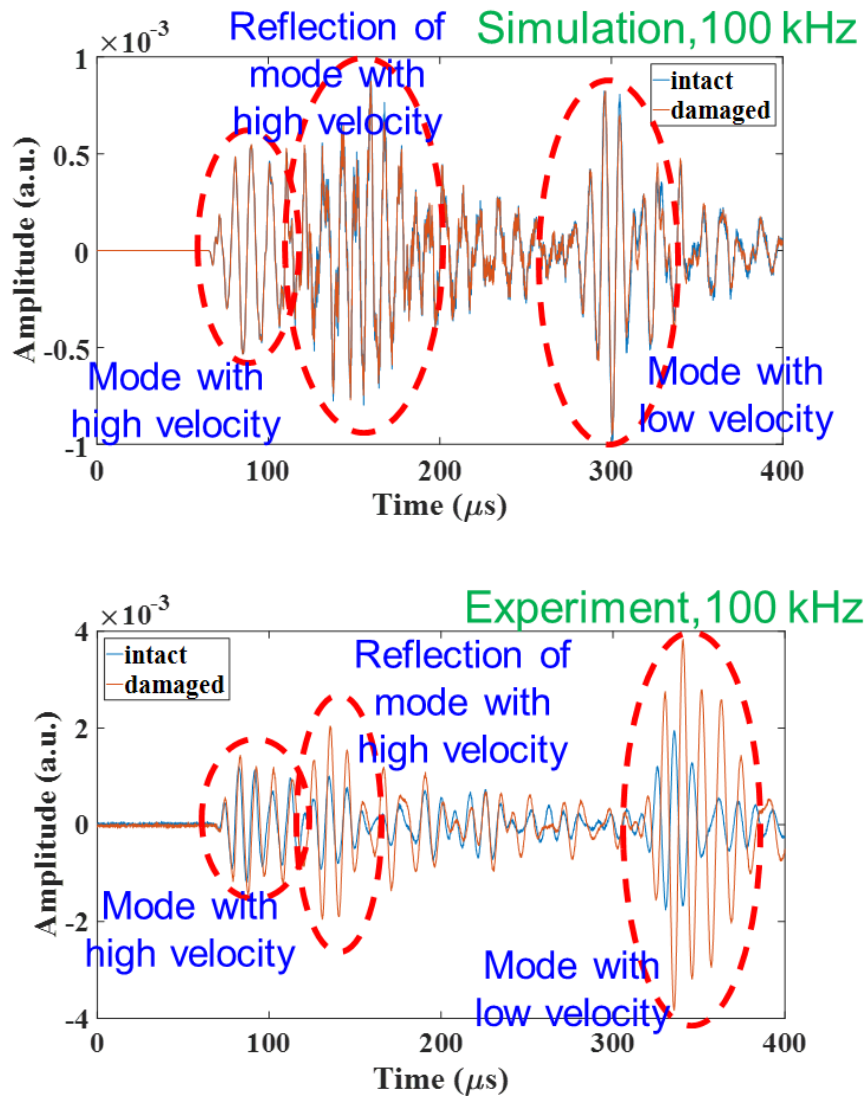 ×10⁻³
Reflection of
mode with
high velocity
Simulation,100 kHz
intact
damaged
1
0.5
0
-0.5
-1
Amplitude (a.u.)
Mode with
high velocity
Mode with
low velocity
0
100
200
300
400
Time (μs)
×10⁻³
Experiment,100 kHz
intact
damaged
Reflection of
mode with
high velocity
4
2
0
-2
-4
Amplitude (a.u.)
Mode with
high velocity
Mode with
low velocity
0
100
200
300
400
Time (μs)